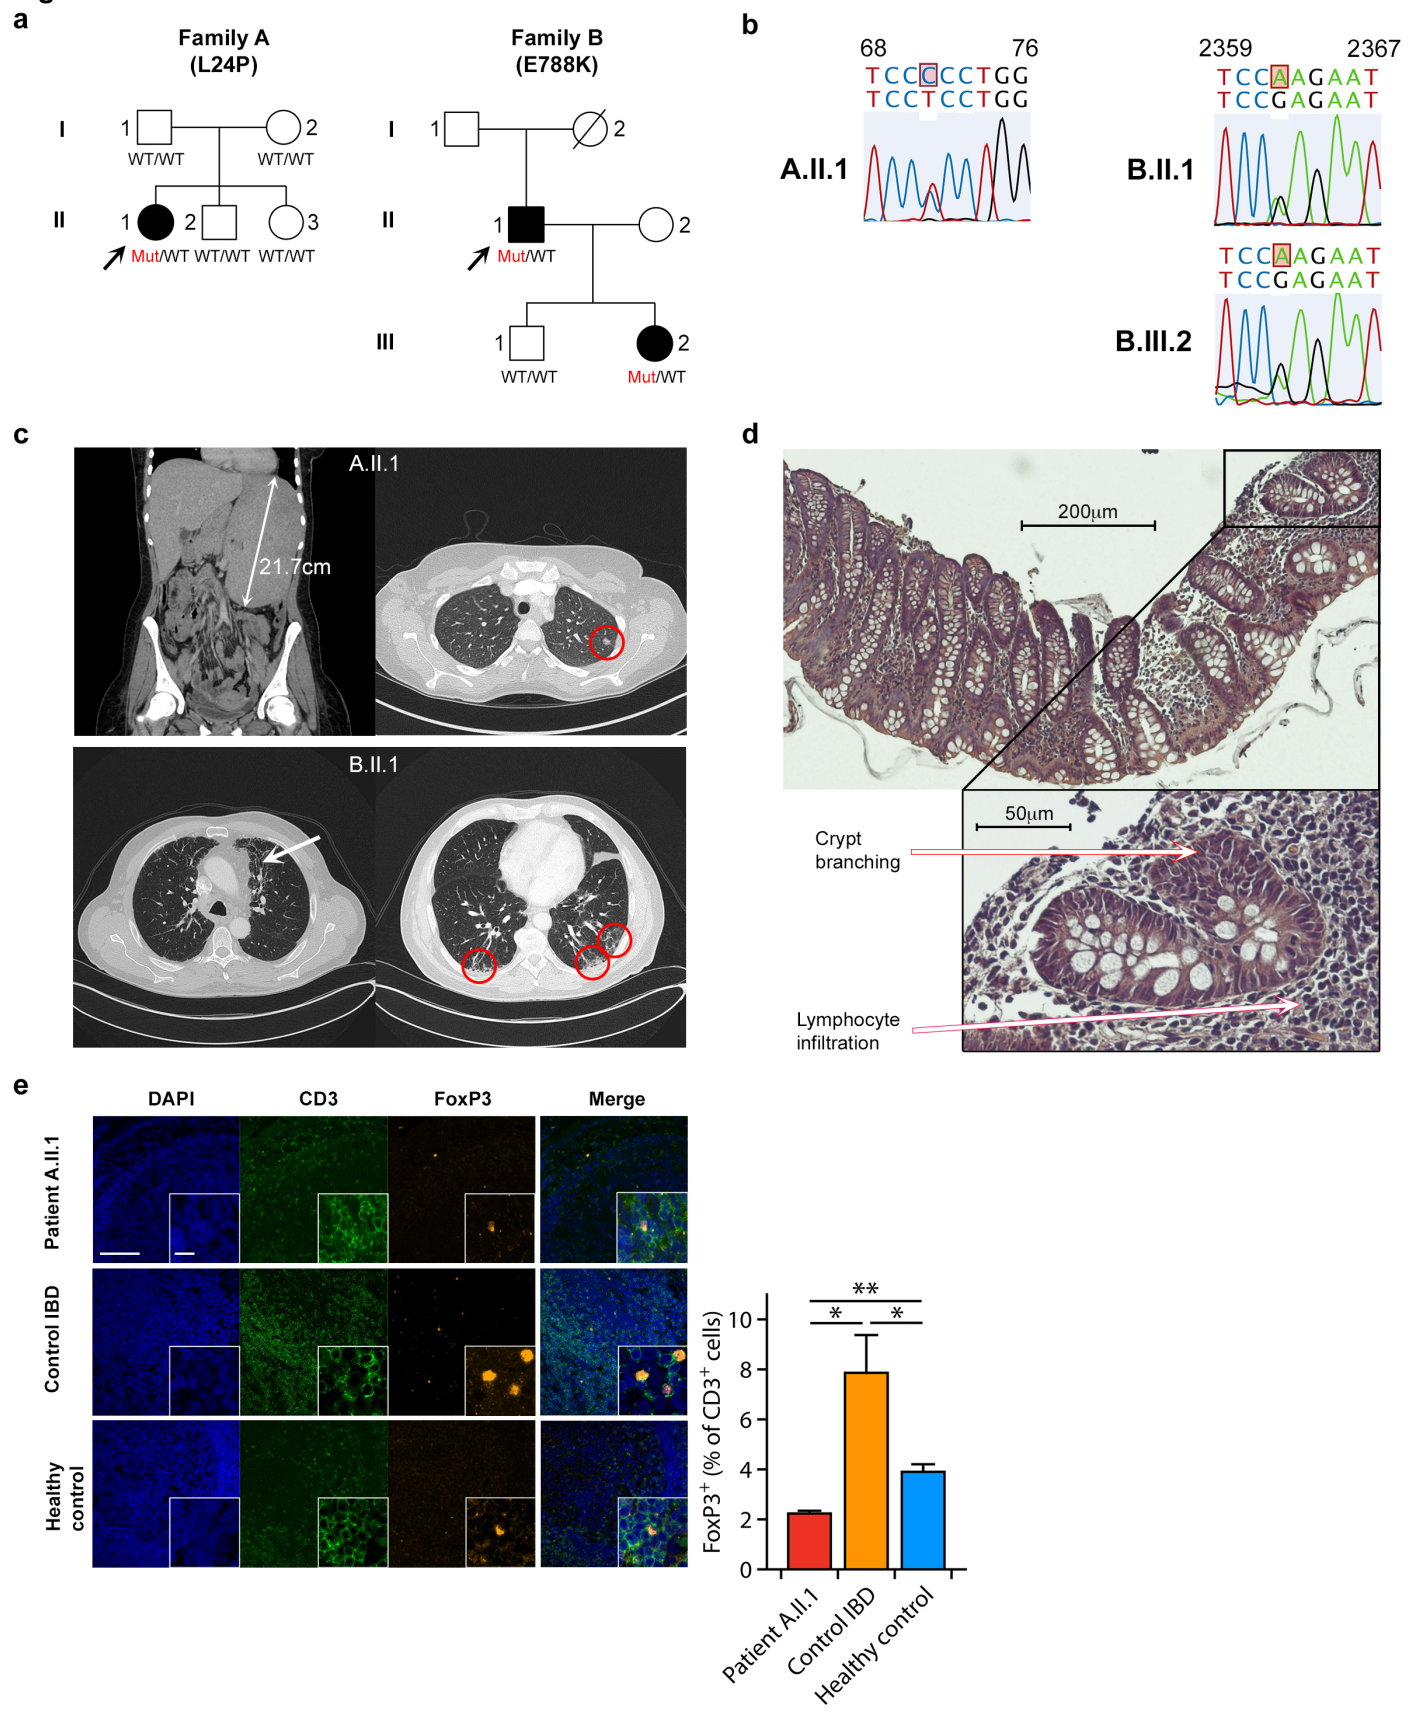 a
Family A
(L24P)
Family B
(E788K)
I
1
2
WT/WT
WT/WT
II
1
2
3
Mut/WT
WT/WT
WT/WT
I
1
2
II
1
2
Mut/WT
III
1
2
WT/WT
Mut/WT
b
68
76
TCCCCCTGG
TCCTCCTGG
A.II.1
2359
2367
TCCAAGAAT
TCCGAGAAT
B.II.1
TCCAAGAAT
TCCGAGAAT
B.III.2
c
A.II.1
21.7cm
B.II.1
d
200µm
50µm
Crypt
branching
Lymphocyte
infiltration
e
DAPI
CD3
FoxP3
Merge
Patient A.II.1
Control IBD
Healthy
control
**
*
*
FoxP3+ (% of CD3+ cells)
10
8
6
4
2
0
Patient A.II.1
Control IBD
Healthy control